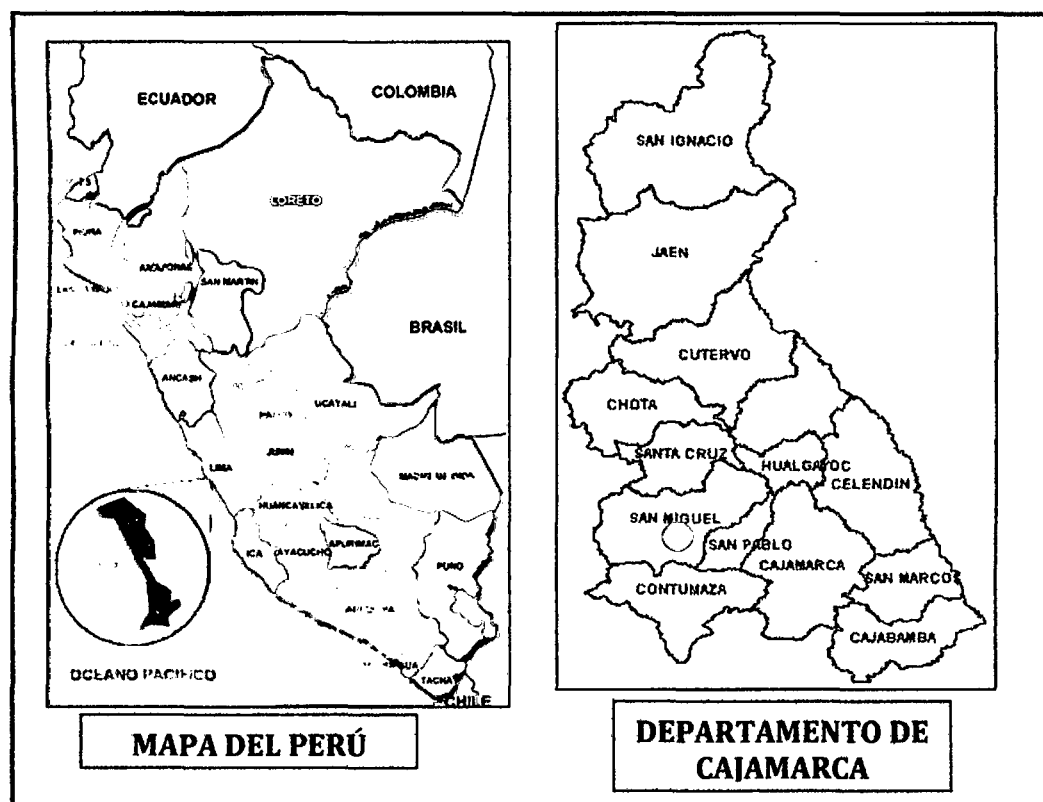 ECUADOR
COLOMBIA
LORETO
AMAZONAS
SAN MARTIN
BRASIL
ANCASH
UCAYALI
LIMA
JUNIN
HUANCAVELICA
ICA
AYACUCHO
APURIMAC
PUNO
TACNA
OCEANO PACIFICO
CHILE
MAPA DEL PERÚ
SAN IGNACIO
JAEN
CUTERVO
CHOTA
SANTA CRUZ
HUALGAYOC
CELENDIN
SAN MIGUEL
SAN PABLO
CAJAMARCA
SAN MARCOS
CONTUMAZA
CAJABAMBA
DEPARTAMENTO DE
CAJAMARCA